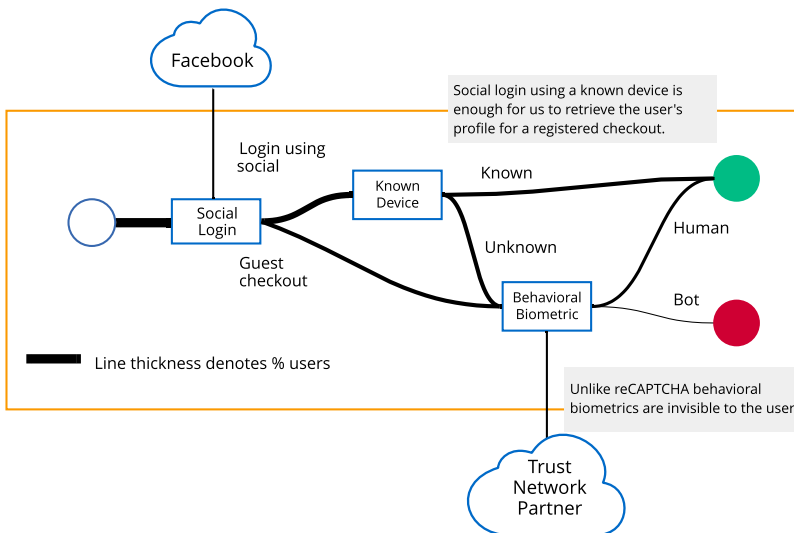 Facebook
Social login using a known device is
enough for us to retrieve the user's
profile for a registered checkout.
Login using
social
Known
Device
Known
Social
Login
Human
Unknown
Guest
checkout
Behavioral
Biometric
Bot
Line thickness denotes % users
Unlike reCAPTCHA behavioral
biometrics are invisible to the user
Trust
Network
Partner